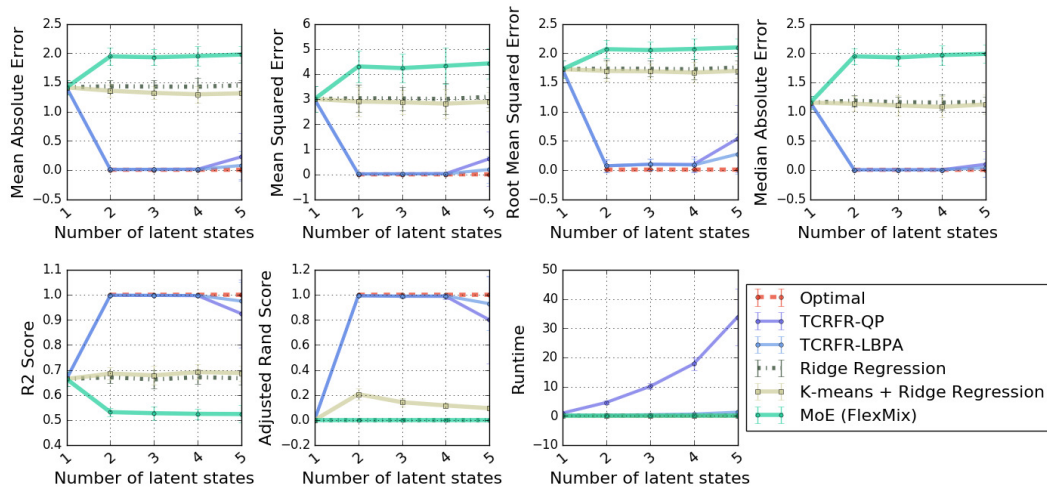 Mean Absolute Error
2.5
2.0
1.5
1.0
0.5
0.0
−0.5
1 2 3 4 5
Number of latent states
Mean Squared Error
6
5
4
3
2
1
0
−1
1 2 3 4 5
Number of latent states
Root Mean Squared Error
2.5
2.0
1.5
1.0
0.5
0.0
−0.5
1 2 3 4 5
Number of latent states
Median Absolute Error
2.5
2.0
1.5
1.0
0.5
0.0
−0.5
1 2 3 4 5
Number of latent states
R2 Score
1.1
1.0
0.9
0.8
0.7
0.6
0.5
0.4
1 2 3 4 5
Number of latent states
Adjusted Rand Score
1.2
1.0
0.8
0.6
0.4
0.2
0.0
−0.2
1 2 3 4 5
Number of latent states
Runtime
50
40
30
20
10
0
−10
1 2 3 4 5
Number of latent states
Optimal
TCRFR-QP
TCRFR-LBPA
Ridge Regression
K-means + Ridge Regression
MoE (FlexMix)